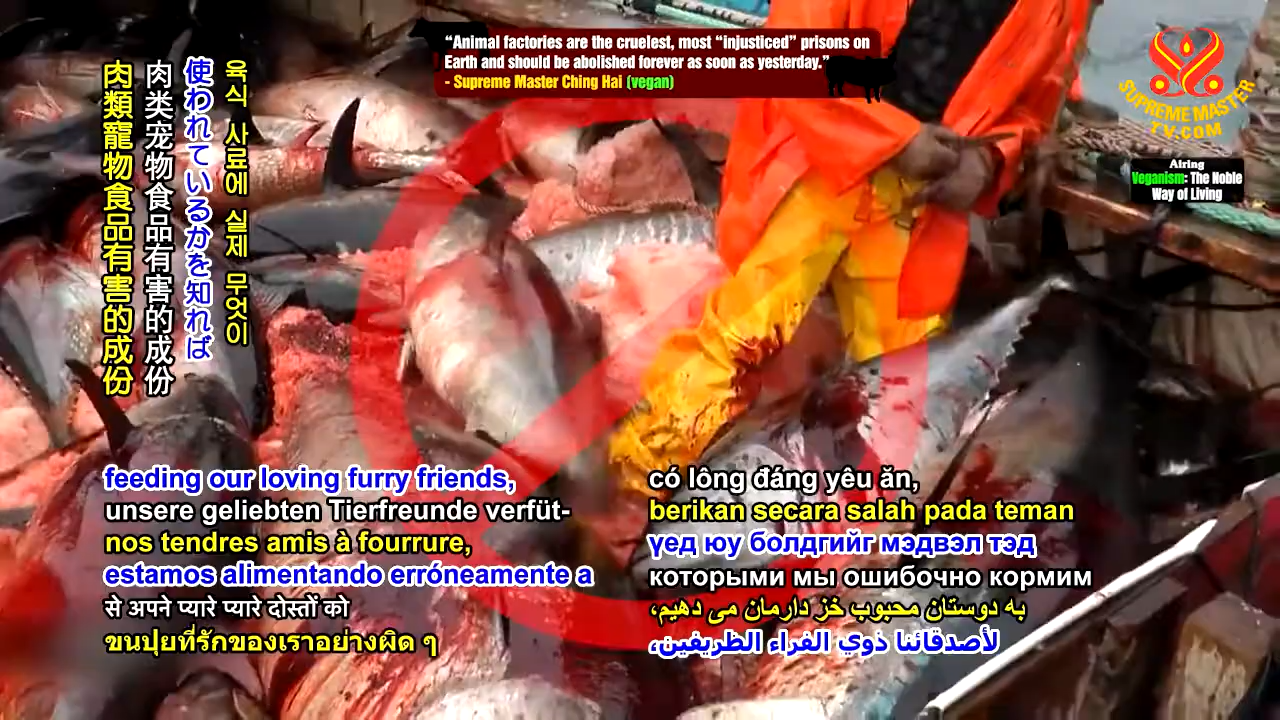 “Animal factories are the cruelest, most “injusticed” prisons on
Earth and should be abolished forever as soon as yesterday.”
- Supreme Master Ching Hai (vegan)
SUPREME MASTER
TV.COM
Airing
Veganism: The Noble
Way of Living
육식 사료에 실제 무엇이
使われているかを知れば
肉类宠物食品有害的成份
肉類寵物食品有害的成份
feeding our loving furry friends,
unsere geliebten Tierfreunde verfüt-
nos tendres amis à fourrure,
estamos alimentando erróneamente a
से अपने प्यारे प्यारे दोस्तों को
ขนปุยที่รักของเราอย่างผิด ๆ
có lông đáng yêu ăn,
berikan secara salah pada teman
үед юу болдгийг мэдвэл тэд
которыми мы ошибочно кормим
به دوستان محبوب خز دارمان می دهیم،
لأصدقائنا ذوي الفراء الظريفين،